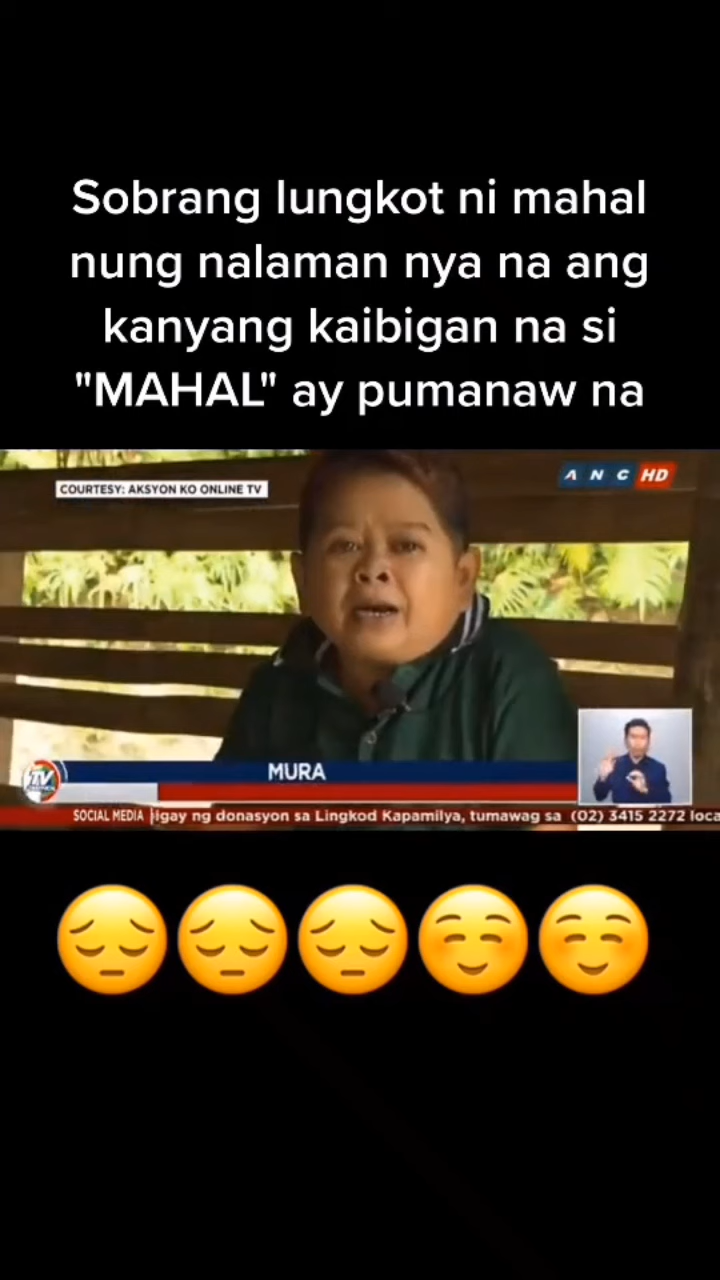 Sobrang lungkot ni mahal
nung nalaman nya na ang
kanyang kaibigan na si
"MAHAL" ay pumanaw na
ANC HD
COURTESY: AKSYON KO ONLINE TV
MURA
TV
SOCIAL MEDIA igay ng donasyon sa Lingkod Kapamilya, tumawag sa (02) 3415 2272 loca